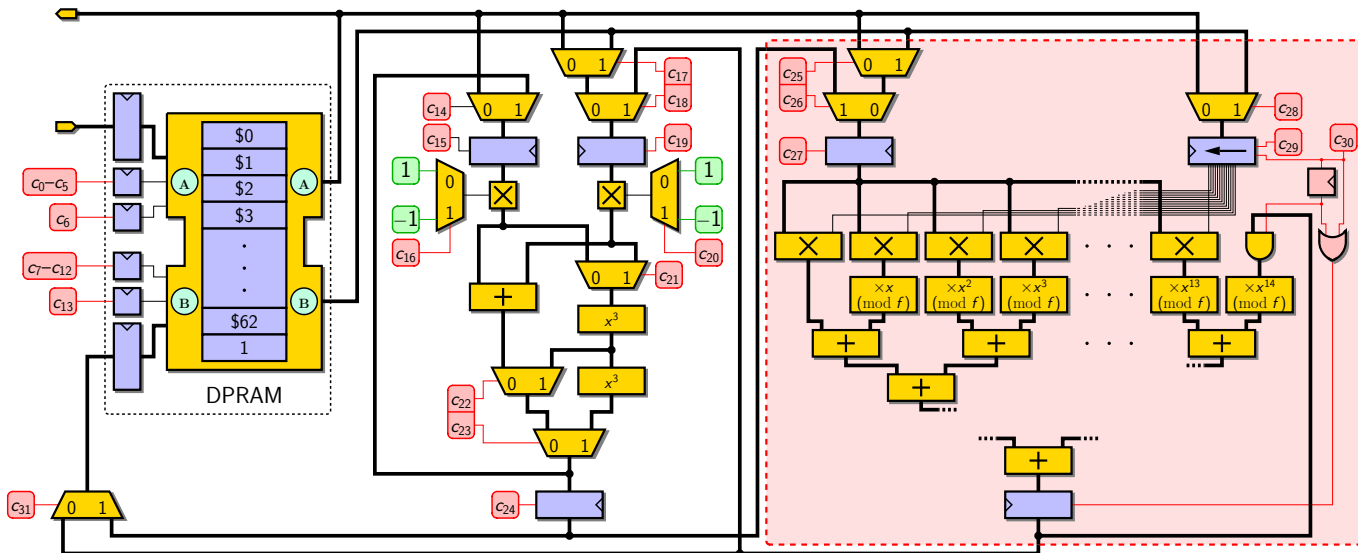 0 1
c₁₇
0 1
c₂₅
$0
c₁₄
0 1
0 1
c₁₈
c₂₆
1 0
0 1
c₂₈
$1
c₁₅
c₁₉
c₂₇
c₂₉
c₃₀
c₀–c₅
A
$2
A
1
0
×
×
0
1
c₆
$3
−1
1
1
−1
c₁₆
c₂₀
×
×
×
×
×
c₇–c₁₂
.
.
.
0 1
c₂₁
. . .
c₁₃
B
B
+
×x (mod f)
×x² (mod f)
×x³ (mod f)
. . .
×x¹³ (mod f)
×x¹⁴ (mod f)
$62
x³
1
+
+
. . .
+
DPRAM
c₂₂
0 1
x³
+
c₂₃
0 1
+
c₃₁
0 1
c₂₄